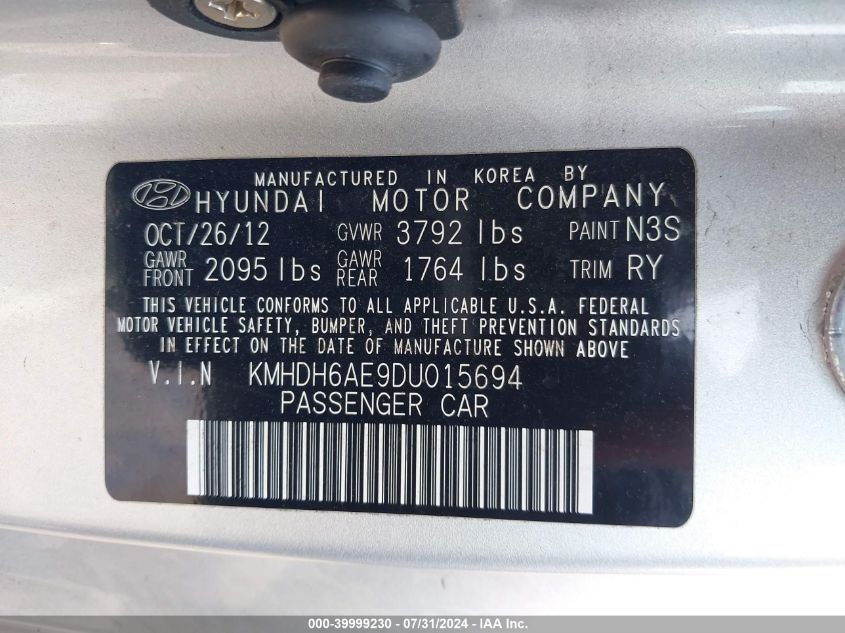 MANUFACTURED IN KOREA BY
HYUNDAI MOTOR COMPANY
OCT/26/12 GVWR 3792 lbs PAINT N3S
GAWR FRONT 2095 lbs GAWR REAR 1764 lbs TRIM RY
THIS VEHICLE CONFORMS TO ALL APPLICABLE U.S.A. FEDERAL
MOTOR VEHICLE SAFETY, BUMPER, AND THEFT PREVENTION STANDARDS
IN EFFECT ON THE DATE OF MANUFACTURE SHOWN ABOVE
V.I.N KMHDH6AE9DU015694
PASSENGER CAR
000-39999230 - 07/31/2024 - IAA Inc.